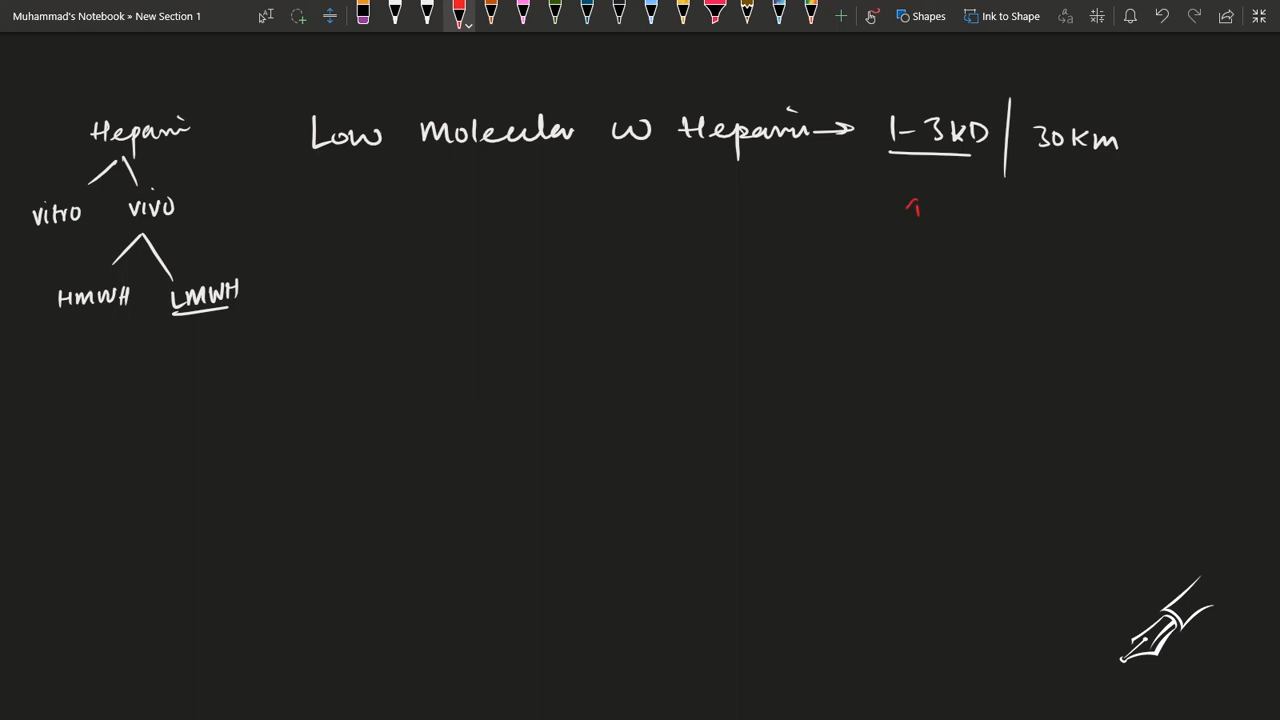 Muhammad's Notebook » New Section 1
Shapes
Ink to Shape
Heparin
Low Molecular W Heparin → 1-3KD | 30Km
Vitro
Vivo
HMWH
LMWH